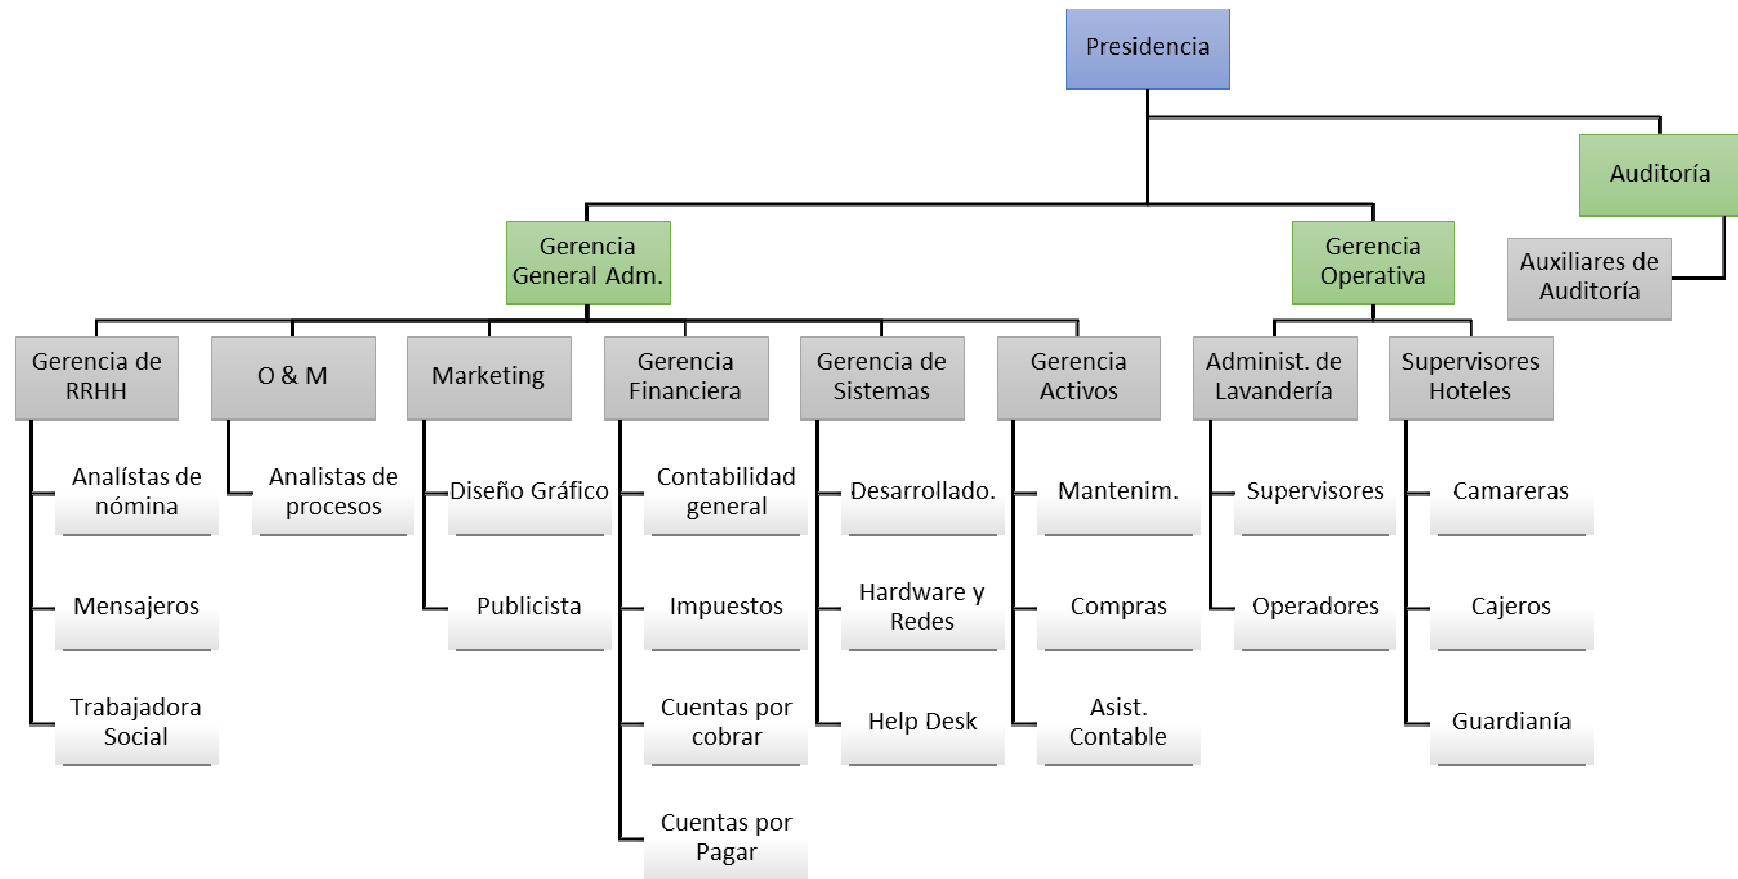 Presidencia
Auditoría
Auxiliares de
Auditoría
Gerencia
General Adm.
Gerencia
Operativa
Gerencia de
RRHH
O & M
Marketing
Gerencia
Financiera
Gerencia de
Sistemas
Gerencia
Activos
Administ. de
Lavandería
Supervisores
Hoteles
Analístas de
nómina
Mensajeros
Trabajadora
Social
Analistas de
procesos
Diseño Gráfico
Publicista
Contabilidad
general
Impuestos
Cuentas por
cobrar
Cuentas por
Pagar
Desarrollado.
Hardware y
Redes
Help Desk
Mantenim.
Compras
Asist.
Contable
Supervisores
Operadores
Camareras
Cajeros
Guardianía